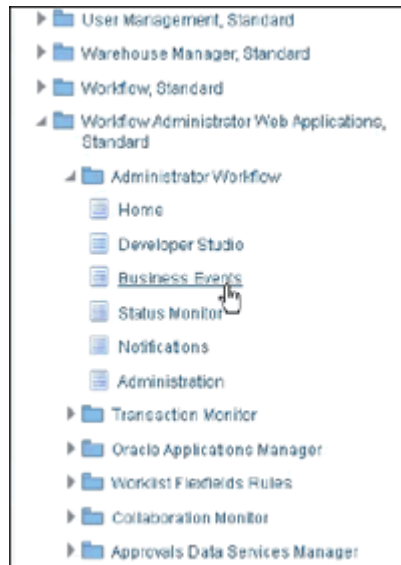 User Management, Standard
Warehouse Manager, Standard
Workflow, Standard
Workflow Administrator Web Applications,
Standard
Administrator Workflow
Home
Developer Studio
Business Events
Status Monitor
Notifications
Administration
Transaction Monitor
Oracle Applications Manager
Worklist Flexfields Rules
Collaboration Monitor
Approvals Data Services Manager